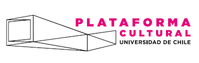 PLATAFORMA
CULTURAL
UNIVERSIDAD DE CHILE